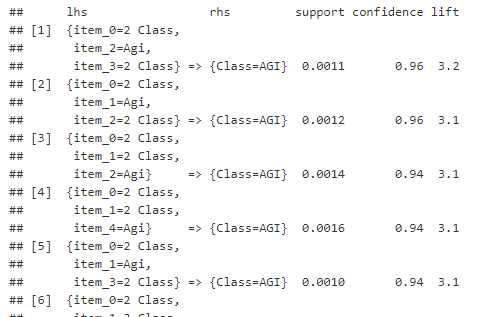 ##      lhs                 rhs         support confidence lift
## [1]  {item_0=2 Class,
##       item_2=Agi,
##       item_3=2 Class} => {Class=AGI}  0.0011       0.96  3.2
## [2]  {item_0=2 Class,
##       item_1=Agi,
##       item_2=2 Class} => {Class=AGI}  0.0012       0.96  3.1
## [3]  {item_0=2 Class,
##       item_1=2 Class,
##       item_2=Agi}     => {Class=AGI}  0.0014       0.94  3.1
## [4]  {item_0=2 Class,
##       item_1=2 Class,
##       item_4=Agi}     => {Class=AGI}  0.0016       0.94  3.1
## [5]  {item_0=2 Class,
##       item_1=Agi,
##       item_3=2 Class} => {Class=AGI}  0.0010       0.94  3.1
## [6]  {item_0=2 Class,